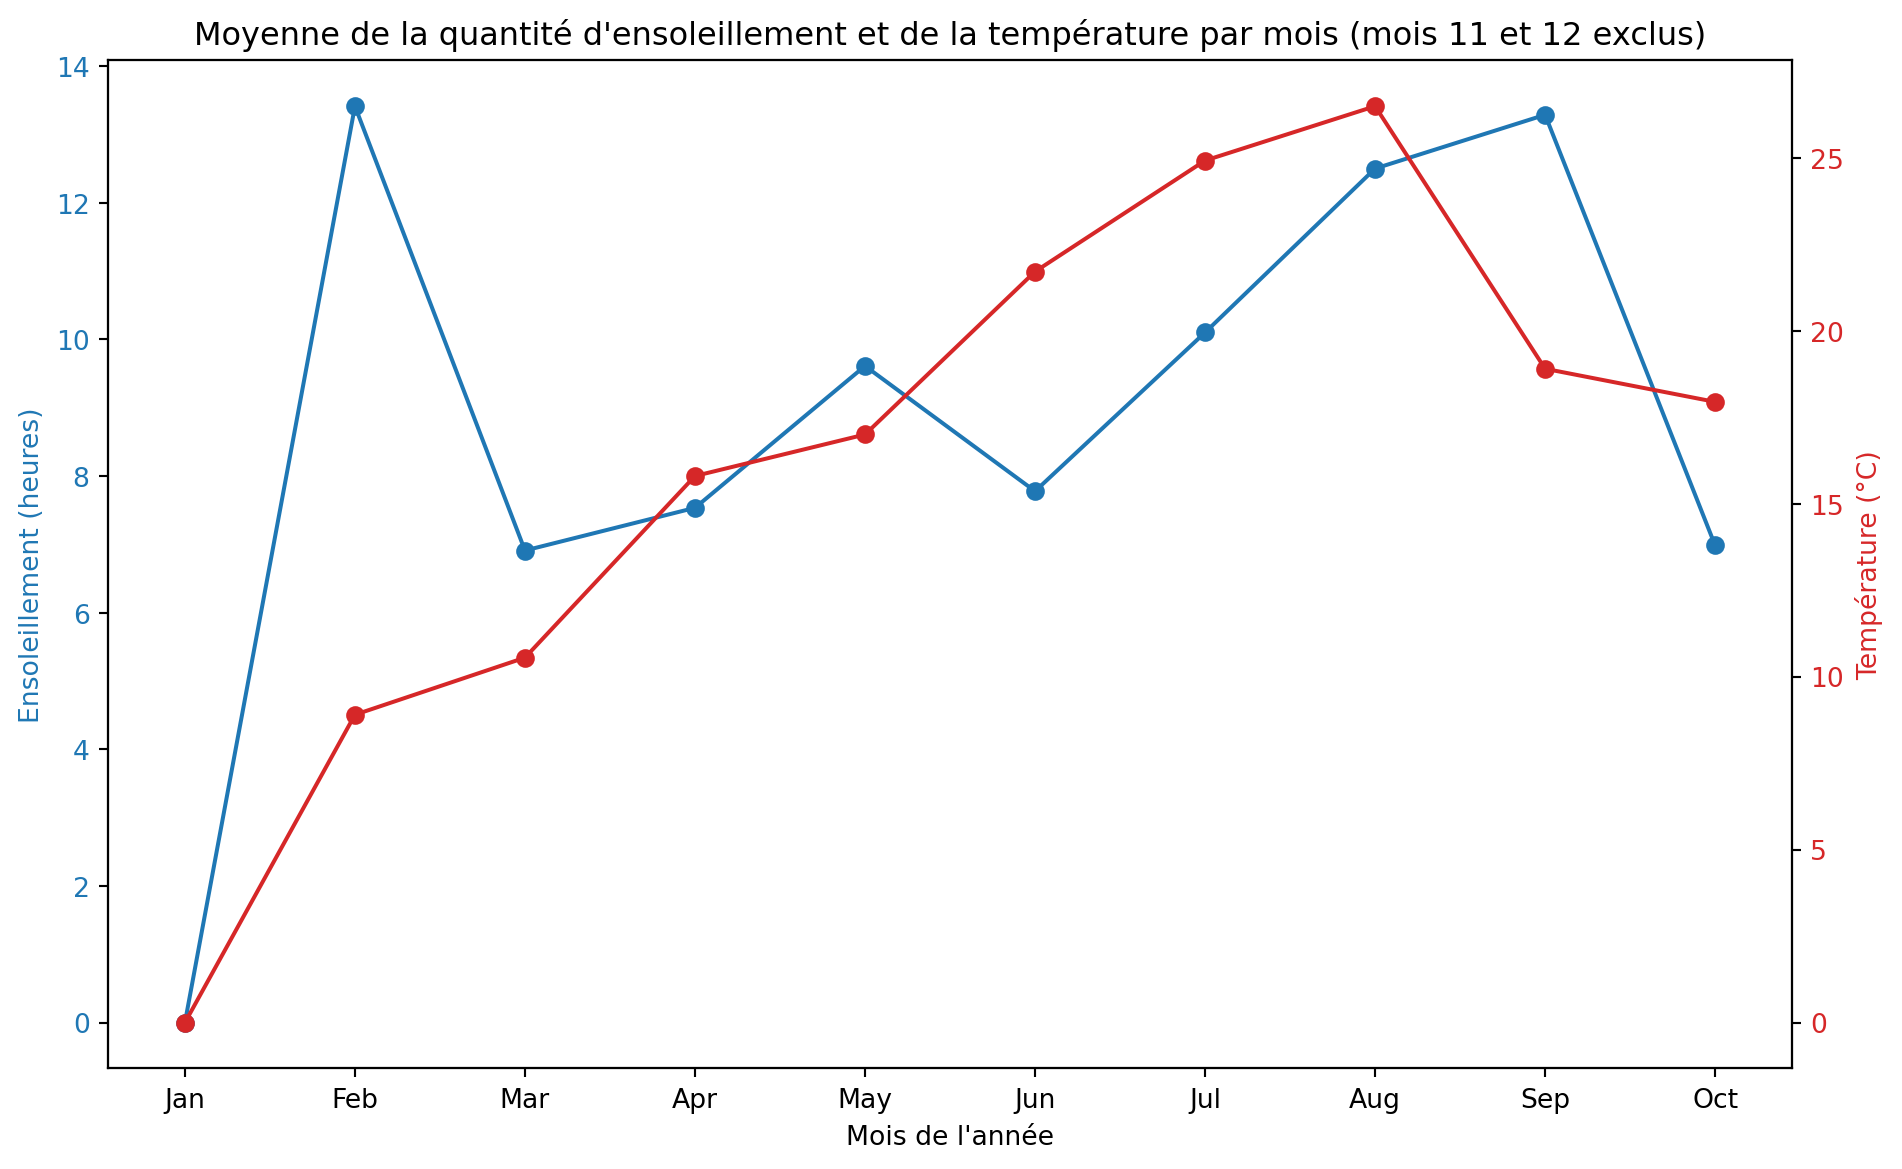 Moyenne de la quantité d'ensoleillement et de la température par mois (mois 11 et 12 exclus)
Ensoleillement (heures)
14
12
10
8
6
4
2
0
25
20
15
10
5
0
Température (°C)
Jan Feb Mar Apr May Jun Jul Aug Sep Oct
Mois de l'année